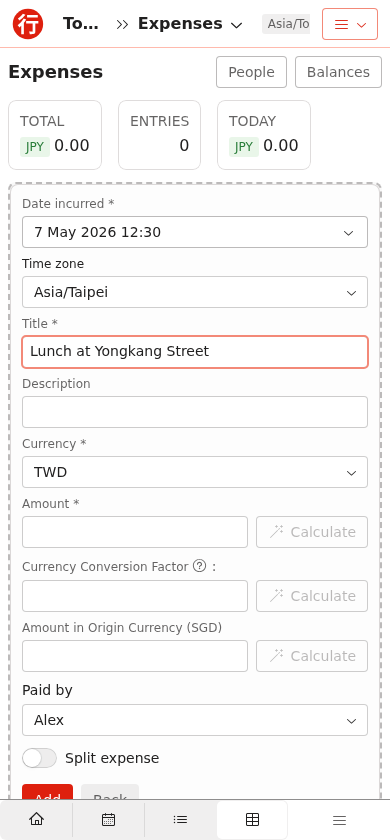 行 To... Expenses Asia/To
Expenses People Balances
TOTAL ENTRIES TODAY
JPY 0.00 0 JPY 0.00
Date incurred *
7 May 2026 12:30
Time zone
Asia/Taipei
Title *
Lunch at Yongkang Street
Description
Currency *
TWD
Amount *
Calculate
Currency Conversion Factor ? :
Calculate
Amount in Origin Currency (SGD)
Calculate
Paid by
Alex
Split expense
Add Back